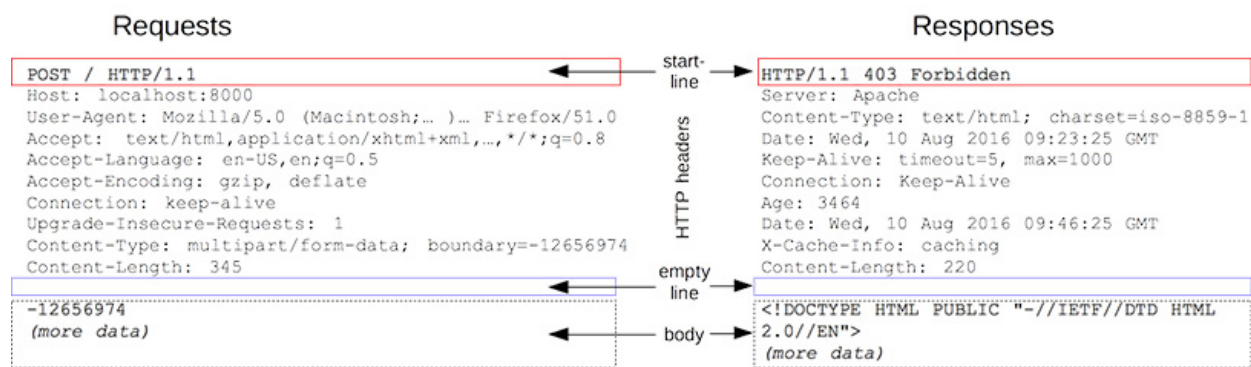 Requests
POST / HTTP/1.1
Host: localhost:8000
User-Agent: Mozilla/5.0 (Macintosh;… )… Firefox/51.0
Accept: text/html,application/xhtml+xml,…,*/*;q=0.8
Accept-Language: en-US,en;q=0.5
Accept-Encoding: gzip, deflate
Connection: keep-alive
Upgrade-Insecure-Requests: 1
Content-Type: multipart/form-data; boundary=-12656974
Content-Length: 345
-12656974
(more data)
start-
line
HTTP headers
empty
line
body
Responses
HTTP/1.1 403 Forbidden
Server: Apache
Content-Type: text/html; charset=iso-8859-1
Date: Wed, 10 Aug 2016 09:23:25 GMT
Keep-Alive: timeout=5, max=1000
Connection: Keep-Alive
Age: 3464
Date: Wed, 10 Aug 2016 09:46:25 GMT
X-Cache-Info: caching
Content-Length: 220
<!DOCTYPE HTML PUBLIC "-//IETF//DTD HTML
2.0//EN">
(more data)